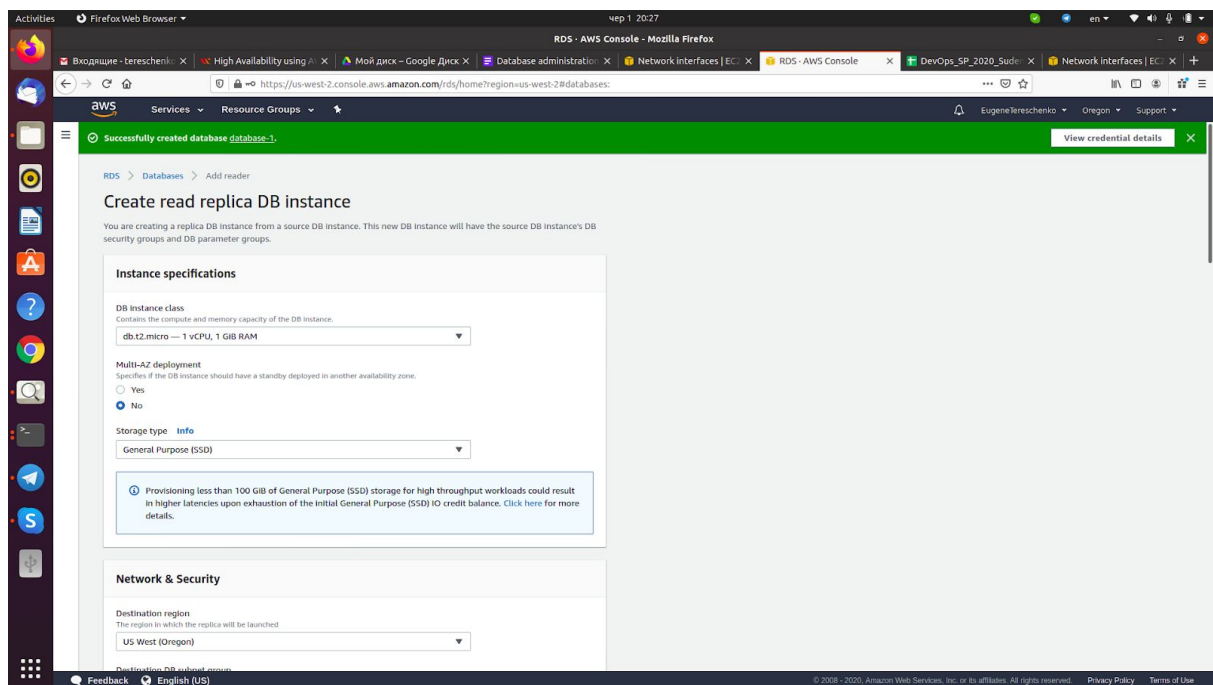 Activities
Firefox Web Browser
чер 1 20:27
en
RDS · AWS Console - Mozilla Firefox
Входящие - tereschenko
High Availability using A
Мой диск – Google Диск
Database administration
Network interfaces | EC2
RDS · AWS Console
DevOps_SP_2020_Sude
Network interfaces | EC2
https://us-west-2.console.aws.amazon.com/rds/home?region=us-west-2#databases:
aws
Services
Resource Groups
EugeneTereschenko
Oregon
Support
Successfully created database database-1.
View credential details
RDS > Databases > Add reader
Create read replica DB instance
You are creating a replica DB instance from a source DB instance. This new DB instance will have the source DB instance's DB
security groups and DB parameter groups.
Instance specifications
DB instance class
Contains the compute and memory capacity of the DB instance.
db.t2.micro — 1 vCPU, 1 GiB RAM
Multi-AZ deployment
Specifies if the DB instance should have a standby deployed in another availability zone.
Yes
No
Storage type Info
General Purpose (SSD)
Provisioning less than 100 GiB of General Purpose (SSD) storage for high throughput workloads could result
in higher latencies upon exhaustion of the initial General Purpose (SSD) IO credit balance. Click here for more
details.
Network & Security
Destination region
The region in which the replica will be launched
US West (Oregon)
Destination DB subnet group
Feedback
English (US)
© 2008 - 2020, Amazon Web Services, Inc. or its affiliates. All rights reserved.
Privacy Policy
Terms of Use